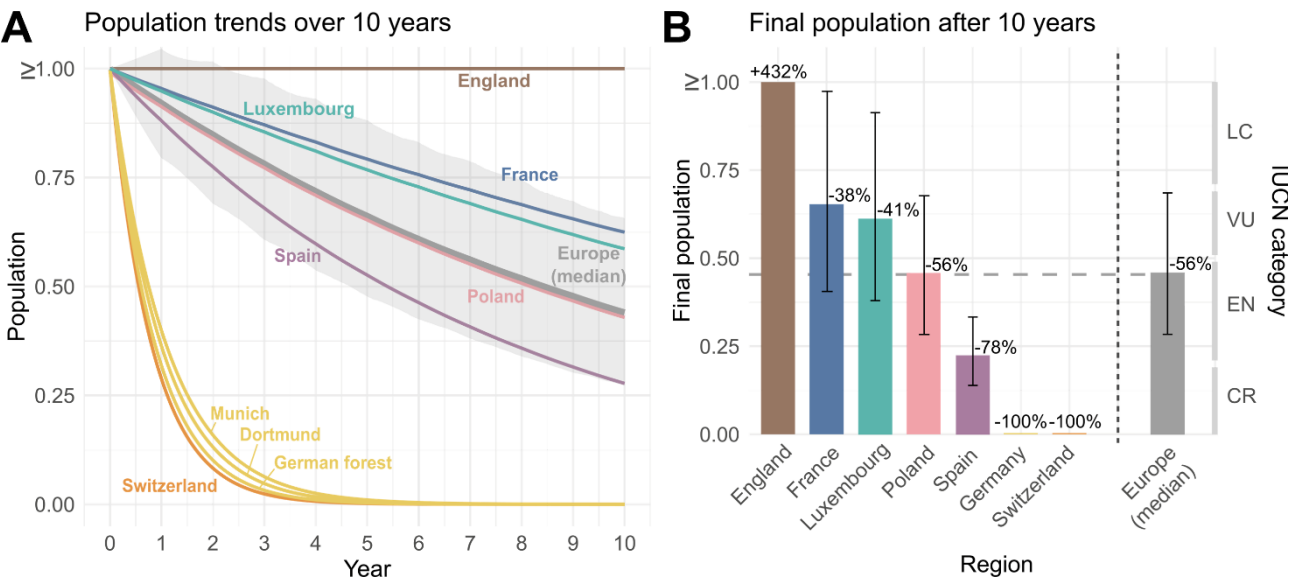 A
Population trends over 10 years
Population
≥1.00
0.75
0.50
0.25
0.00
England
Luxembourg
France
Spain
Europe
(median)
Poland
Munich
Dortmund
German forest
Switzerland
0 1 2 3 4 5 6 7 8 9 10
Year
B
Final population after 10 years
Final population
≥1.00
0.75
0.50
0.25
0.00
+432%
-38%
-41%
-56%
-78%
-100%
-100%
-56%
England
France
Luxembourg
Poland
Spain
Germany
Switzerland
Europe
(median)
Region
LC
VU
EN
CR
IUCN category